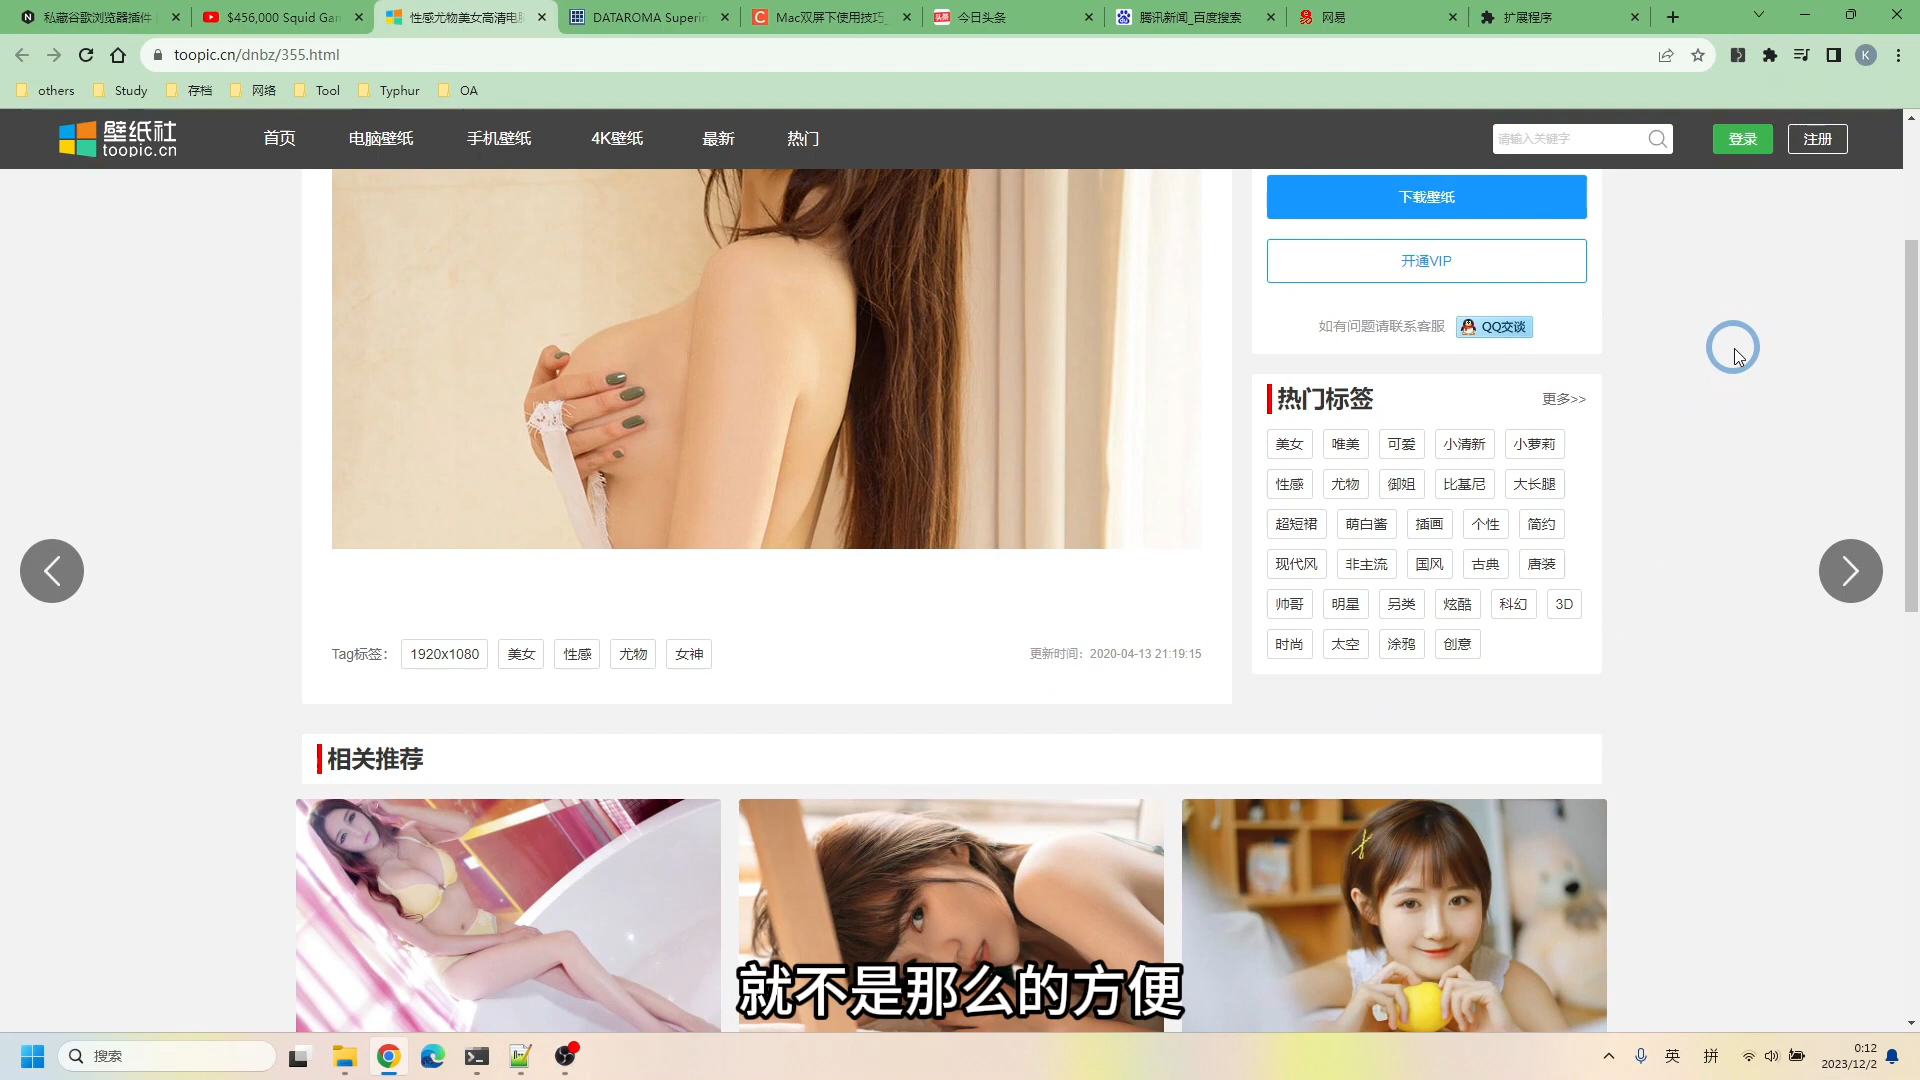 私藏谷歌浏览器插件
$456,000 Squid Gan
性感尤物美女高清电脑
DATAROMA Superin
Mac双屏下使用技巧_
今日头条
腾讯新闻_百度搜索
网易
扩展程序
toopic.cn/dnbz/355.html
K
others
Study
存档
网络
Tool
Typhur
OA
壁纸社
toopic.cn
首页
电脑壁纸
手机壁纸
4K壁纸
最新
热门
请输入关键字
登录
注册
下载壁纸
开通VIP
如有问题请联系客服
QQ交谈
热门标签
更多>>
美女 唯美 可爱 小清新 小萝莉
性感 尤物 御姐 比基尼 大长腿
超短裙 萌白酱 插画 个性 简约
现代风 非主流 国风 古典 唐装
帅哥 明星 另类 炫酷 科幻 3D
时尚 太空 涂鸦 创意
Tag标签： 1920x1080 美女 性感 尤物 女神
更新时间：2020-04-13 21:19:15
相关推荐
就不是那么的方便
搜索
英
拼
0:12
2023/12/2